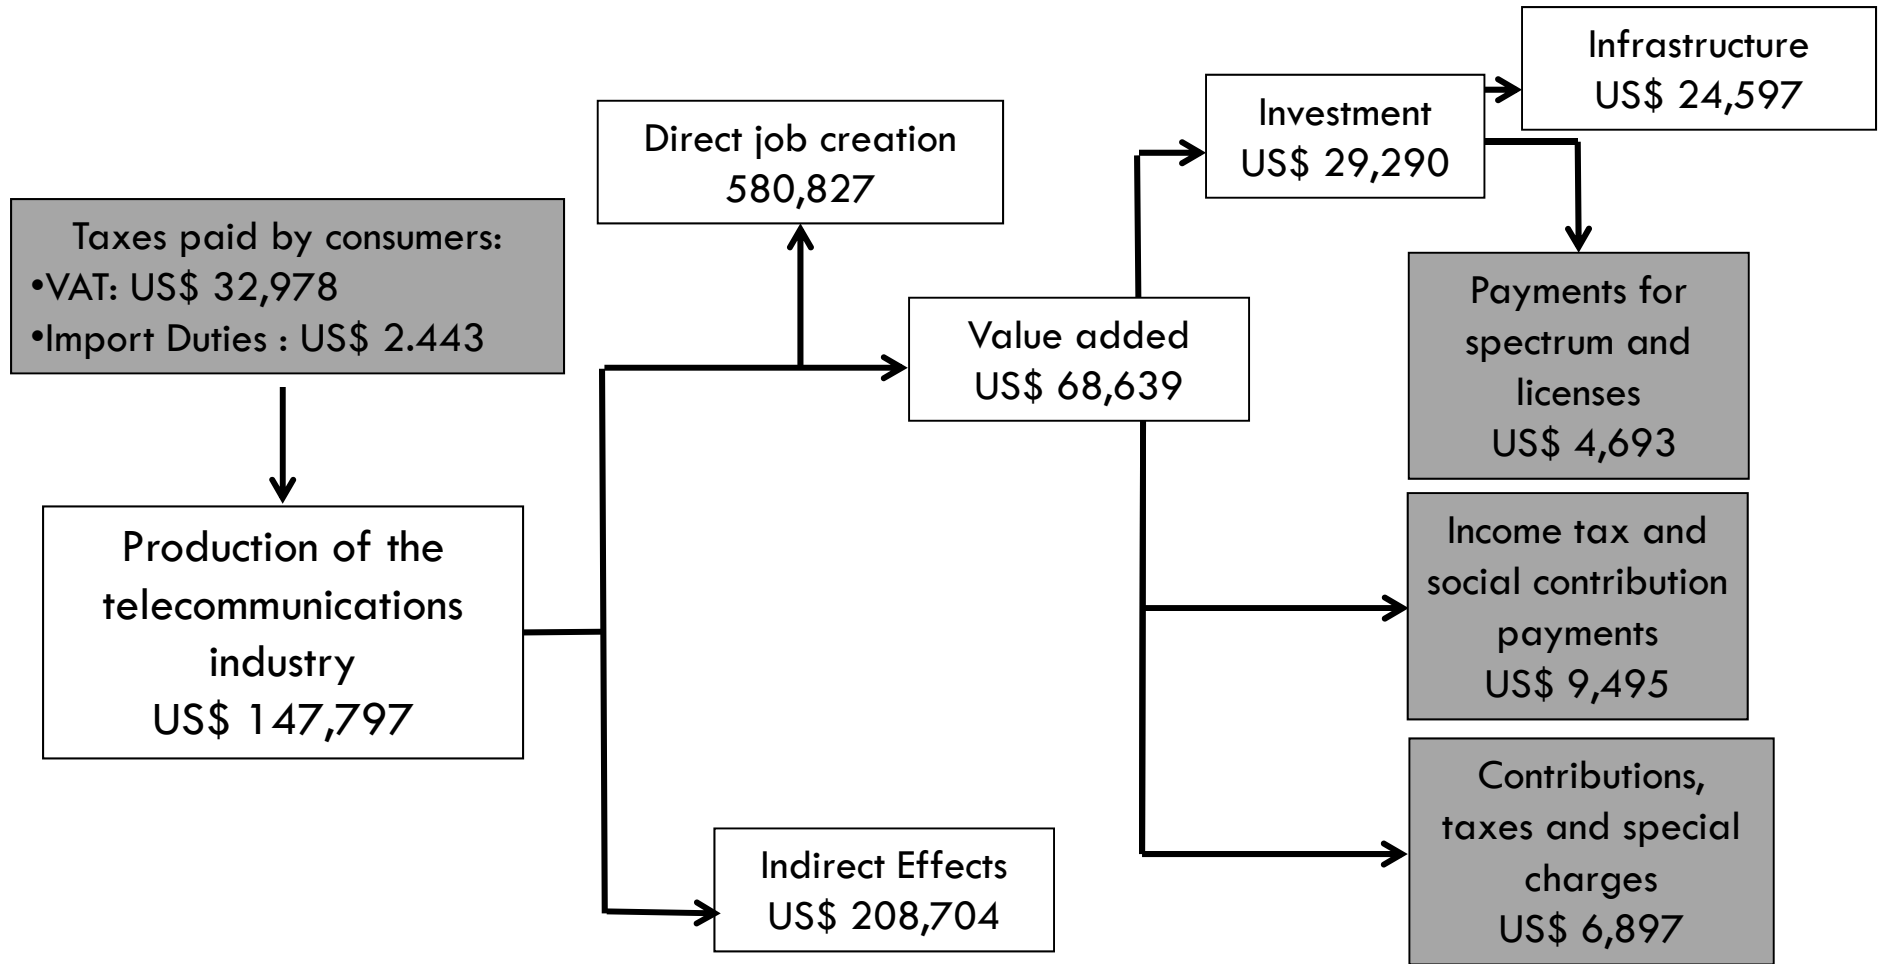 Infrastructure
US$ 24,597
Investment
US$ 29,290
Direct job creation
580,827
Taxes paid by consumers:
•VAT: US$ 32,978
•Import Duties : US$ 2.443
Payments for
spectrum and
licenses
US$ 4,693
Value added
US$ 68,639
Production of the
telecommunications
industry
US$ 147,797
Income tax and
social contribution
payments
US$ 9,495
Contributions,
taxes and special
charges
US$ 6,897
Indirect Effects
US$ 208,704